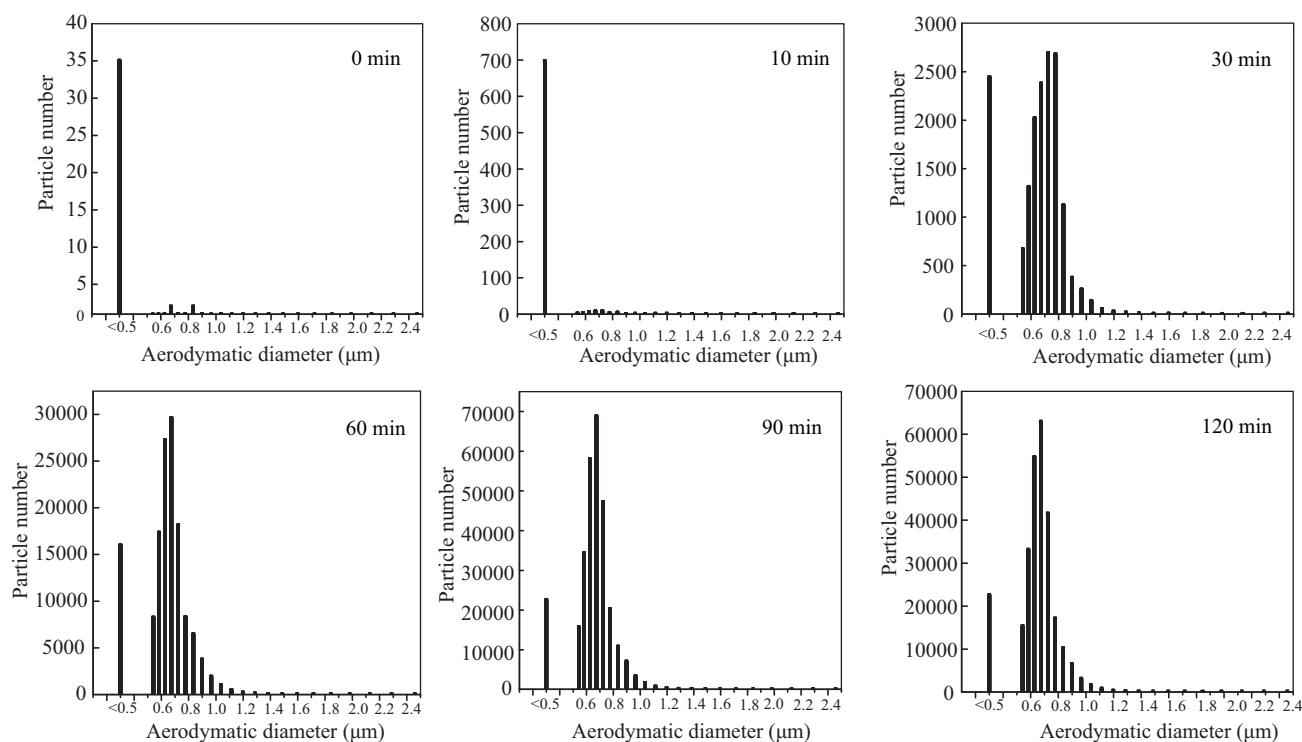 40
35
30
25
20
15
10
5
0
Particle number
0 min
<0.5 0.6 0.8 1.0 1.2 1.4 1.6 1.8 2.0 2.2 2.4
Aerodymatic diameter (μm)
800
700
600
500
400
300
200
100
0
Particle number
10 min
<0.5 0.6 0.8 1.0 1.2 1.4 1.6 1.8 2.0 2.2 2.4
Aerodymatic diameter (μm)
3000
2500
2000
1500
1000
500
0
Particle number
30 min
<0.5 0.6 0.8 1.0 1.2 1.4 1.6 1.8 2.0 2.2 2.4
Aerodymatic diameter (μm)
30000
25000
20000
15000
10000
5000
0
Particle number
60 min
<0.5 0.6 0.8 1.0 1.2 1.4 1.6 1.8 2.0 2.2 2.4
Aerodymatic diameter (μm)
70000
60000
50000
40000
30000
20000
10000
0
Particle number
90 min
<0.5 0.6 0.8 1.0 1.2 1.4 1.6 1.8 2.0 2.2 2.4
Aerodymatic diameter (μm)
70000
60000
50000
40000
30000
20000
10000
0
Particle number
120 min
<0.5 0.6 0.8 1.0 1.2 1.4 1.6 1.8 2.0 2.2 2.4
Aerodymatic diameter (μm)